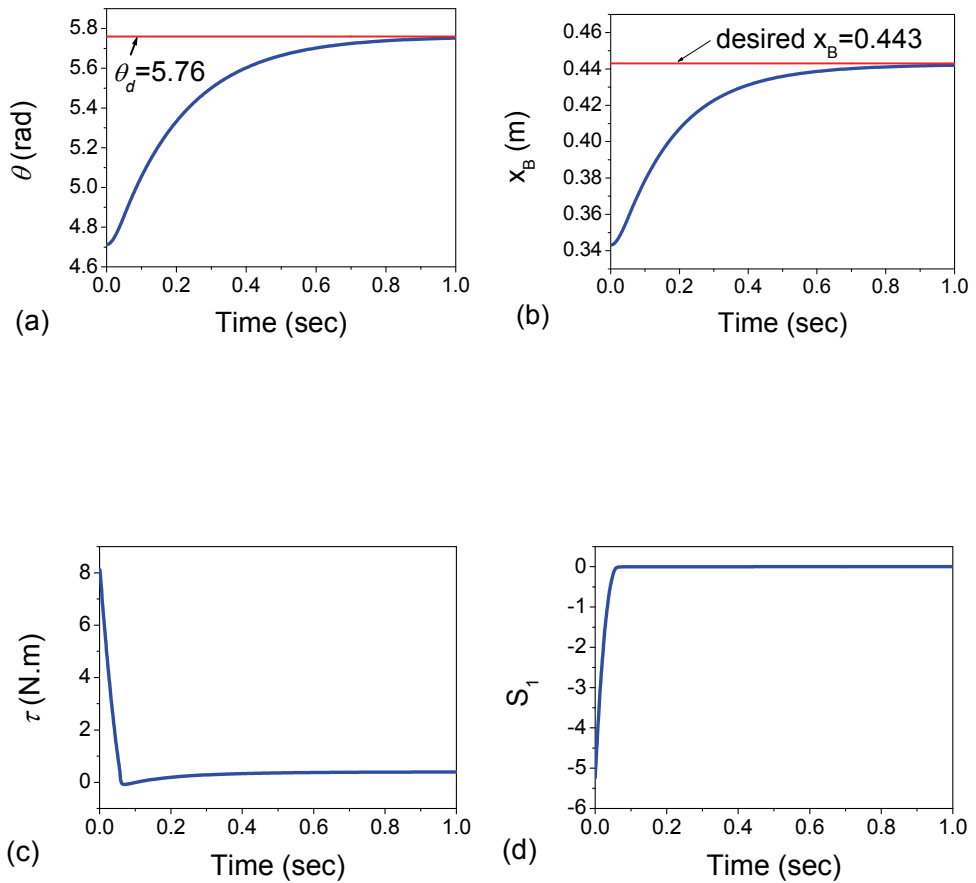 5.8
5.6
5.4
5.2
5.0
4.8
4.6
θd=5.76
θ (rad)
0.0 0.2 0.4 0.6 0.8 1.0
Time (sec)
(a)
0.46
0.44
0.42
0.40
0.38
0.36
0.34
desired xB=0.443
xB (m)
0.0 0.2 0.4 0.6 0.8 1.0
Time (sec)
(b)
8
6
4
2
0
τ (N.m)
0.0 0.2 0.4 0.6 0.8 1.0
Time (sec)
(c)
0
-1
-2
-3
-4
-5
-6
S1
0.0 0.2 0.4 0.6 0.8 1.0
Time (sec)
(d)